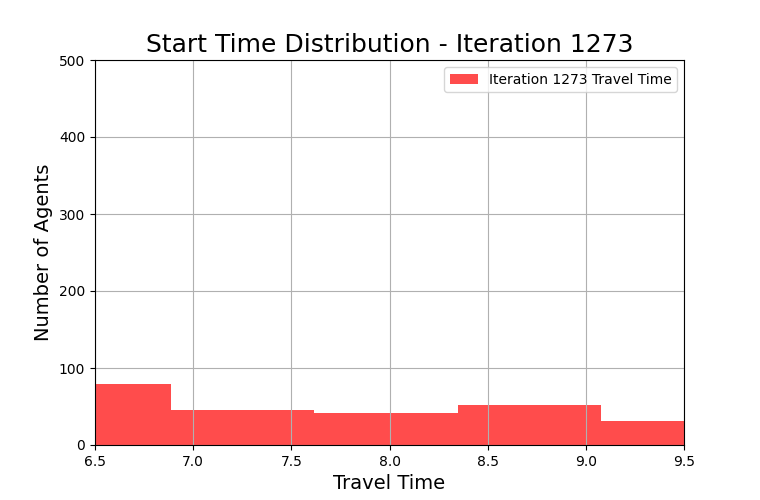 Start Time Distribution - Iteration 1273
Iteration 1273 Travel Time
Number of Agents
500
400
300
200
100
0
6.5 7.0 7.5 8.0 8.5 9.0 9.5
Travel Time